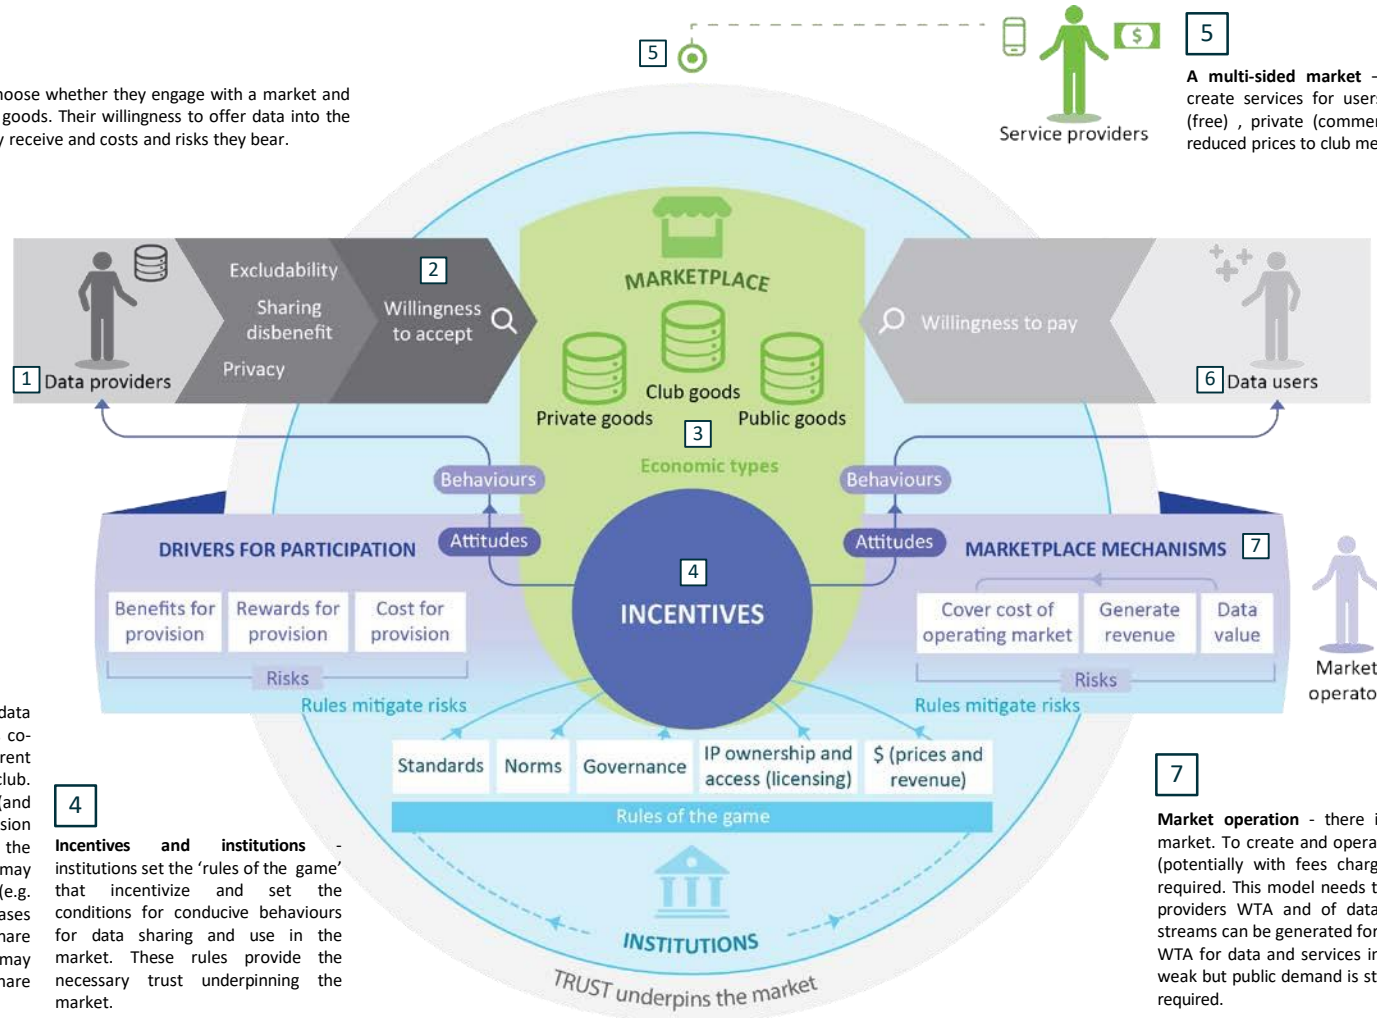 hoose whether they engage with a market and
goods. Their willingness to offer data into the
y receive and costs and risks they bear.
5
Service providers
5
A multi-sided market -
create services for users
(free) , private (commer
reduced prices to club me
1 Data providers
Excludability
Sharing
disbenefit
Privacy
2
Willingness
to accept
MARKETPLACE
Private goods
Club goods
Public goods
3
Economic types
Willingness to pay
6 Data users
Behaviours
Attitudes
Behaviours
Attitudes
DRIVERS FOR PARTICIPATION
Benefits for
provision
Rewards for
provision
Cost for
provision
Risks
Rules mitigate risks
4
INCENTIVES
MARKETPLACE MECHANISMS 7
Cover cost of
operating market
Generate
revenue
Data
value
Risks
Rules mitigate risks
Market
operato
Standards
Norms
Governance
IP ownership and
access (licensing)
$ (prices and
revenue)
Rules of the game
INSTITUTIONS
TRUST underpins the market
data
co-
rent
club.
(and
sion
the
may
(e.g.
ases
are
may
are
4
Incentives and institutions -
institutions set the ‘rules of the game’
that incentivize and set the
conditions for conducive behaviours
for data sharing and use in the
market. These rules provide the
necessary trust underpinning the
market.
7
Market operation - there i
market. To create and opera
(potentially with fees charg
required. This model needs t
providers WTA and of data
streams can be generated for
WTA for data and services in
weak but public demand is st
required.